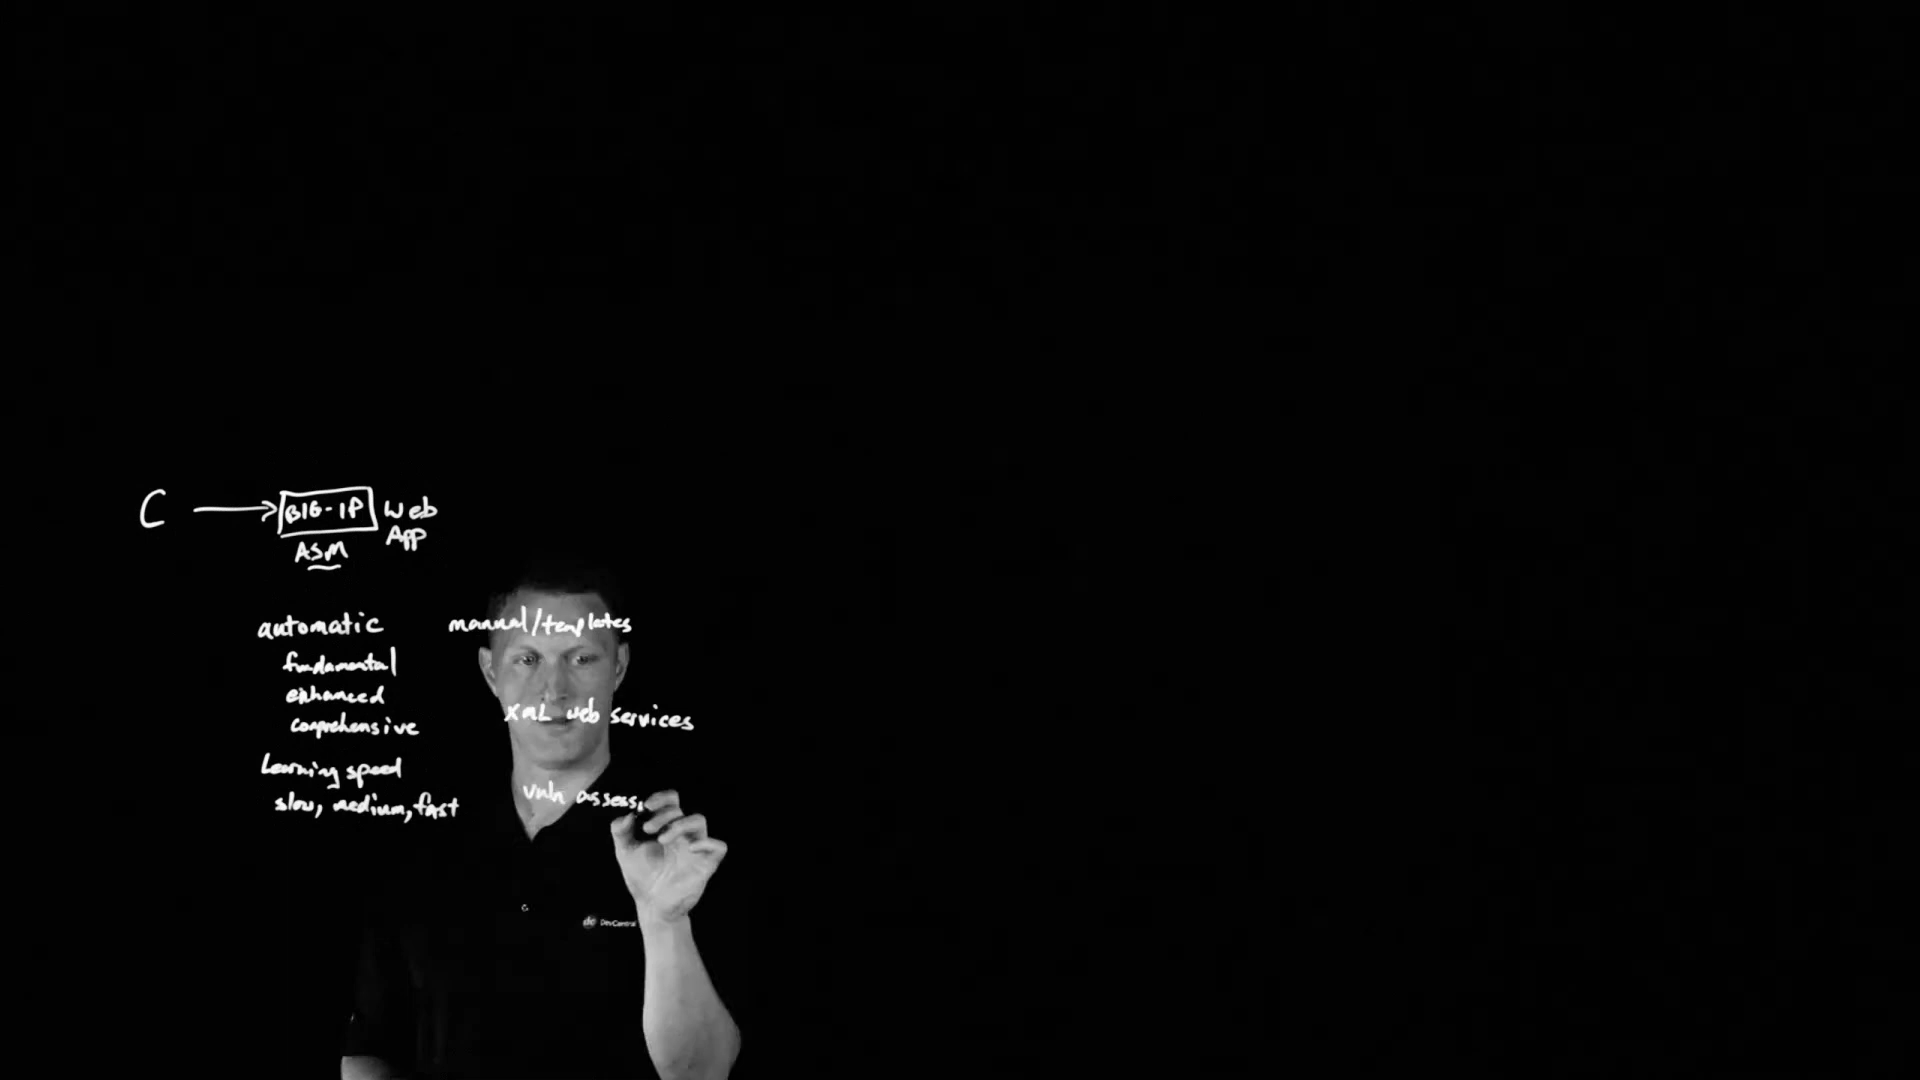 C
BIG-IP
Web
App
ASM
automatic
fundamental
enhanced
comprehensive
Learning speed
slow, medium, fast
manual/templates
XML web services
vuln assess
DevCentral